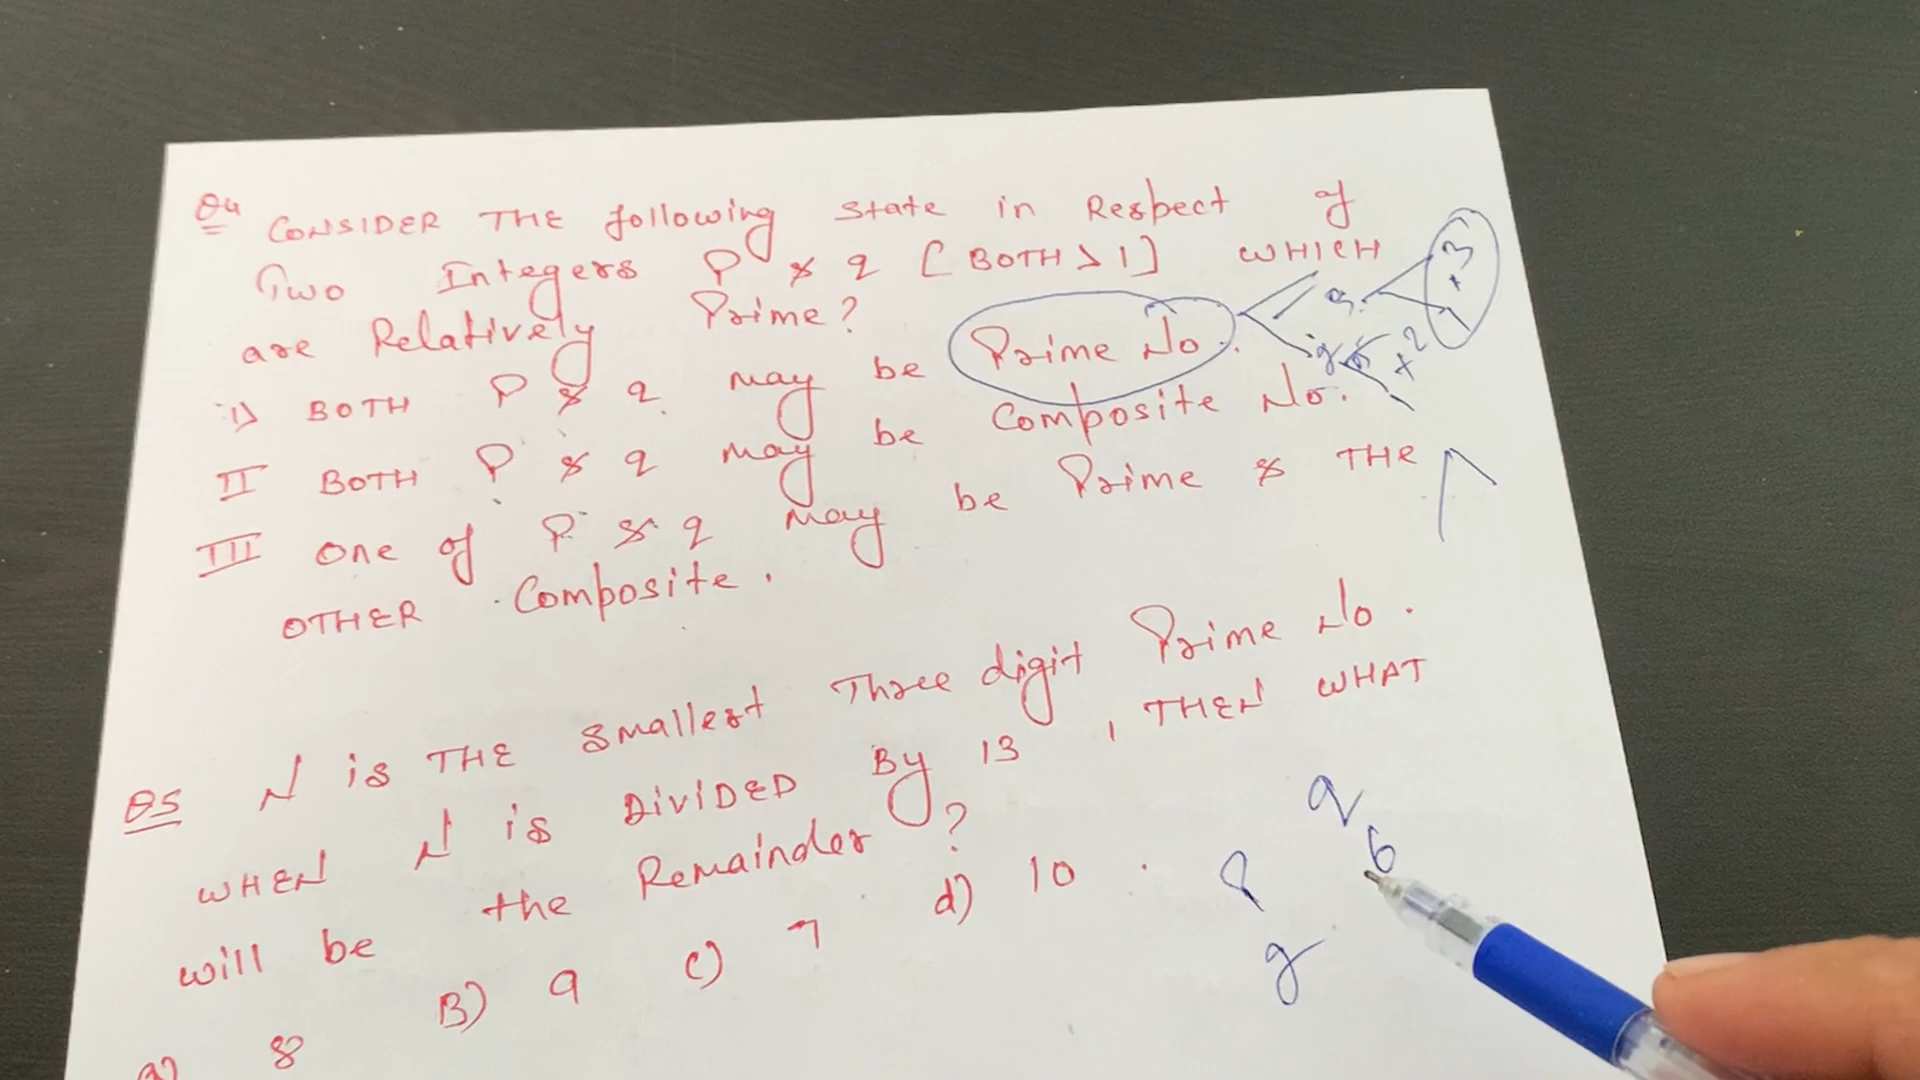 Q4 CONSIDER THE following state in Respect of
Two Integers P & q [BOTH > 1] WHICH
are Relatively Prime?
i) BOTH P & q may be Prime No.
II BOTH P & q may be Composite No.
III One of P & q may be Prime & THE
OTHER Composite.
3
2
Q5 N is THE smallest Three digit Prime No.
WHEN N is DiViDED By 13, THEN WHAT
will be the Remainder?
a) 8 B) 9 c) 7 d) 10
6